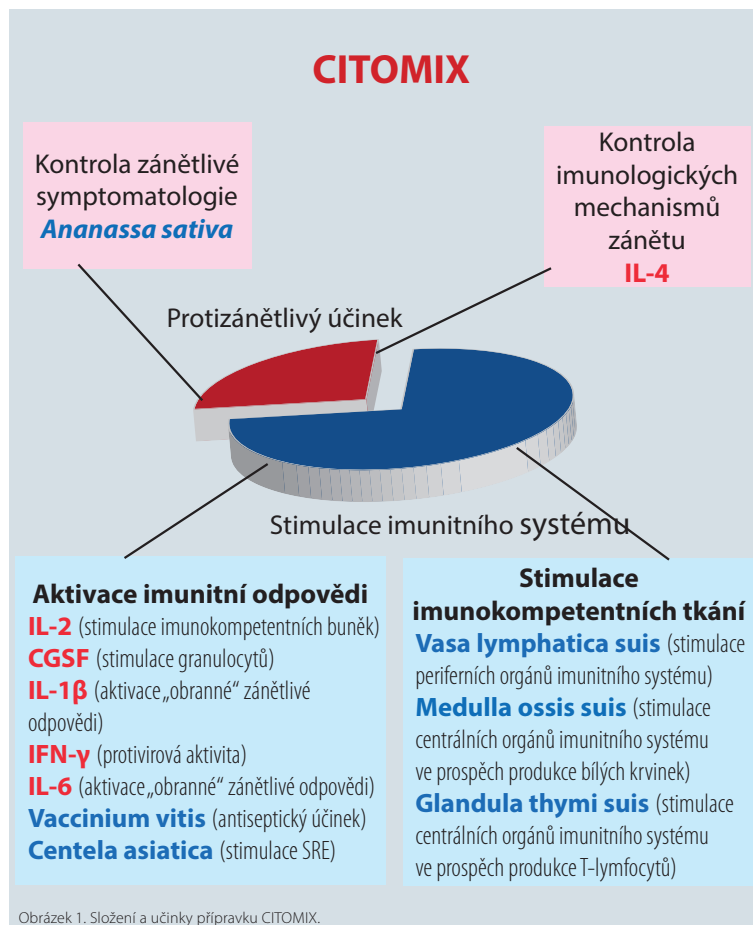 CITOMIX
Kontrola zánětlivé
symptomatologie
Ananassa sativa
Kontrola
imunologických
mechanismů
zánětu
IL-4
Protizánětlivý účinek
Stimulace imunitního systému
Aktivace imunitní odpovědi
IL-2 (stimulace imunokompetentních buněk)
CGSF (stimulace granulocytů)
IL-1β (aktivace „obranné“ zánětlivé
odpovědi)
IFN-γ (protivirová aktivita)
IL-6 (aktivace „obranné“ zánětlivé odpovědi)
Vaccinium vitis (antiseptický účinek)
Centela asiatica (stimulace SRE)
Stimulace
imunokompetentních tkání
Vasa lymphatica suis (stimulace
periferních orgánů imunitního systému)
Medulla ossis suis (stimulace
centrálních orgánů imunitního systému
ve prospěch produkce bílých krvinek)
Glandula thymi suis (stimulace
centrálních orgánů imunitního systému
ve prospěch produkce T-lymfocytů)
Obrázek 1. Složení a učinky přípravku CITOMIX.